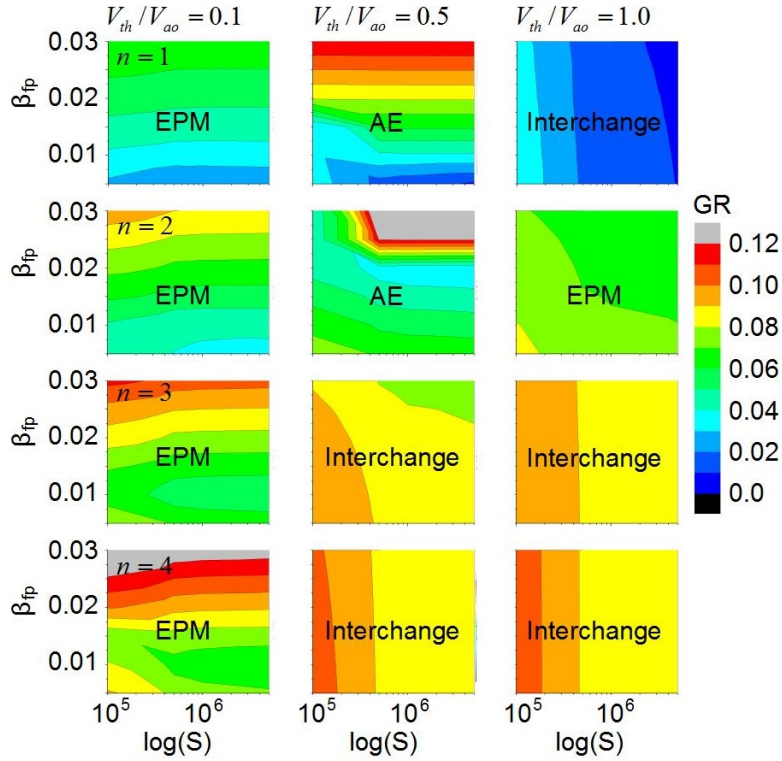 V_th / V_ao = 0.1 V_th / V_ao = 0.5 V_th / V_ao = 1.0
0.03 n = 1
β_fp 0.02 EPM AE Interchange
0.01
0.03 n = 2
β_fp 0.02 EPM AE EPM
0.01
0.03 n = 3
β_fp 0.02 EPM Interchange Interchange
0.01
0.03 n = 4
β_fp 0.02 EPM Interchange Interchange
0.01
10^5 10^6 10^5 10^6 10^5 10^6
log(S) log(S) log(S)
GR
0.12
0.10
0.08
0.06
0.04
0.02
0.0